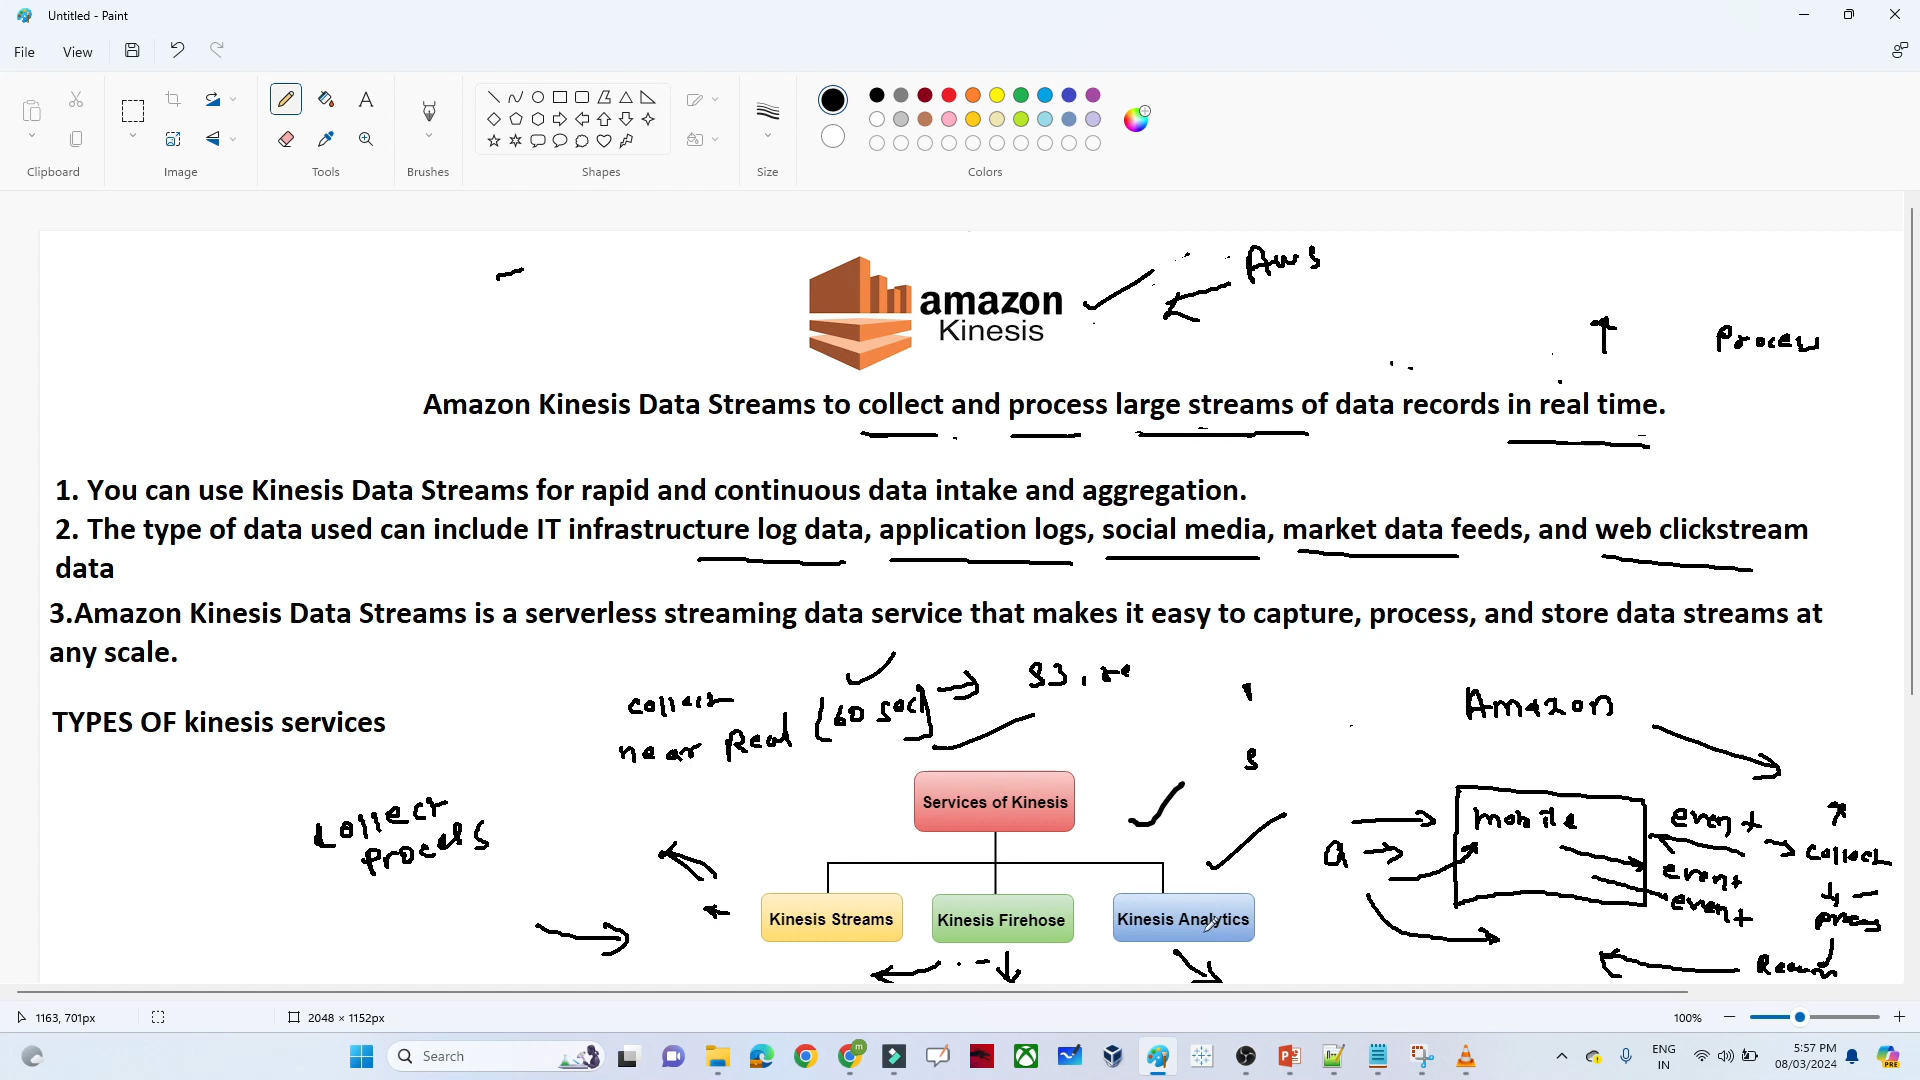 Untitled - Paint
File View
Clipboard Image Tools Brushes Shapes Size Colors
Aws
amazon
Kinesis
Process
Amazon Kinesis Data Streams to collect and process large streams of data records in real time.
1. You can use Kinesis Data Streams for rapid and continuous data intake and aggregation.
2. The type of data used can include IT infrastructure log data, application logs, social media, market data feeds, and web clickstream
data
3.Amazon Kinesis Data Streams is a serverless streaming data service that makes it easy to capture, process, and store data streams at
any scale.
TYPES OF kinesis services
collect
near Real [60 sec]
S3, re
Amazon
Services of Kinesis
collect
process
mobile
event
event
event
a
collect
Kinesis Streams Kinesis Firehose Kinesis Analytics
1163, 701px
2048 × 1152px
100%
Search
ENG
IN
5:57 PM
08/03/2024